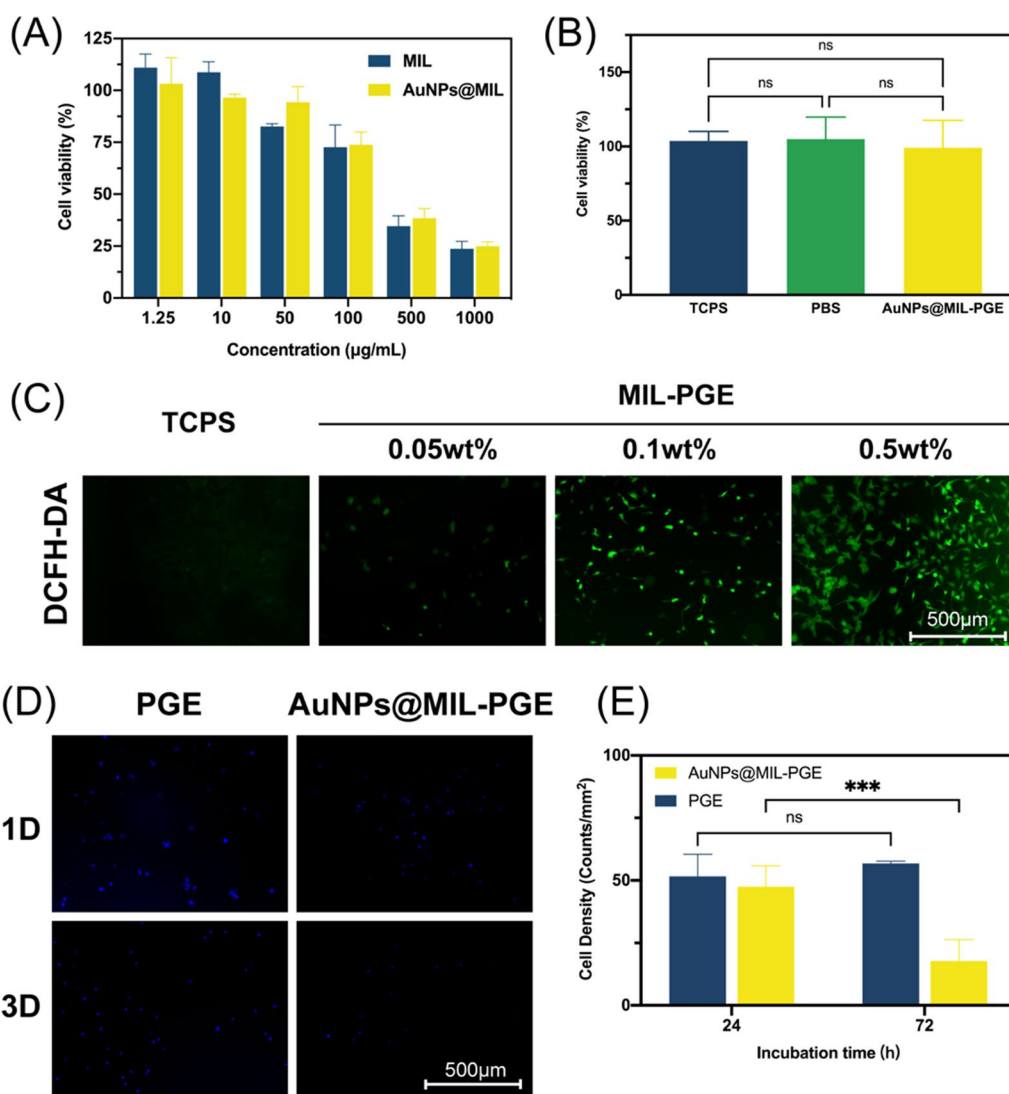 (A)
125
100
75
50
25
0
Cell viability (%)
MIL
AuNPs@MIL
1.25 10 50 100 500 1000
Concentration (µg/mL)
(B)
150
100
50
0
Cell viability (%)
ns
ns ns
TCPS PBS AuNPs@MIL-PGE
(C)
TCPS
MIL-PGE
0.05wt% 0.1wt% 0.5wt%
DCFH-DA
500µm
(D)
PGE AuNPs@MIL-PGE
1D
3D
500µm
(E)
100
50
0
Cell Density (Counts/mm²)
AuNPs@MIL-PGE
PGE
***
ns
24 72
Incubation time (h)